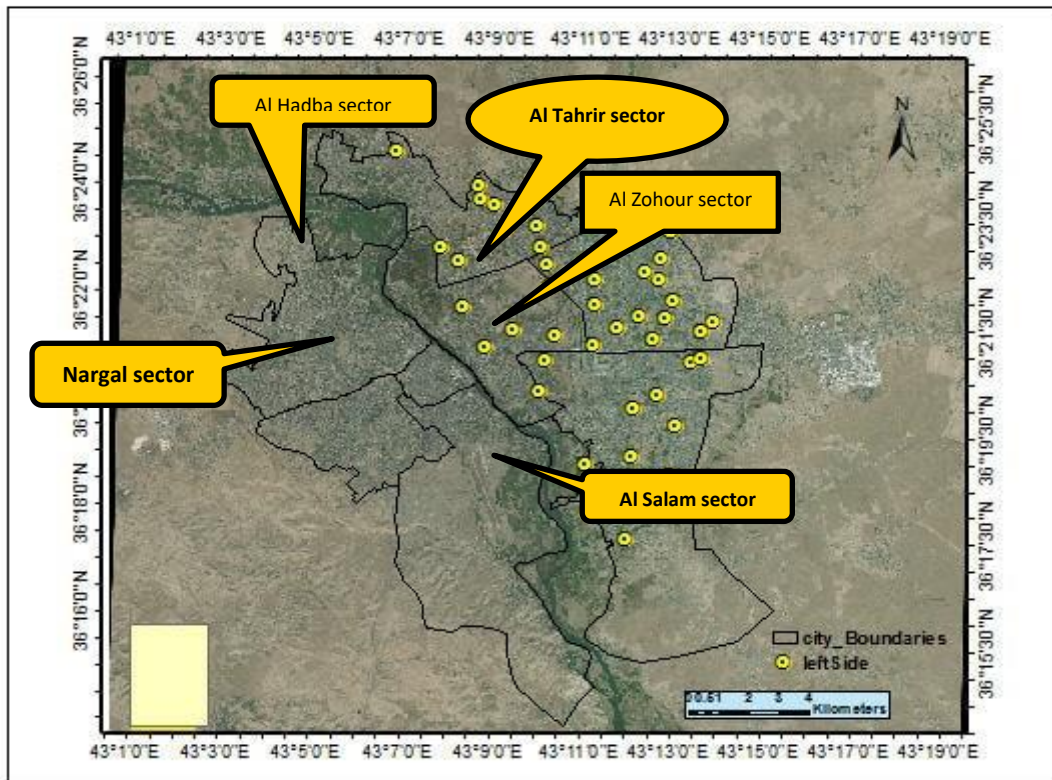 43°1'0"E 43°3'0"E 43°5'0"E 43°7'0"E 43°9'0"E 43°11'0"E 43°13'0"E 43°15'0"E 43°17'0"E 43°19'0"E
36°26'0"N
36°24'0"N
36°22'0"N
36°18'0"N
36°16'0"N
Al Hadba sector
Al Tahrir sector
Al Zohour sector
Nargal sector
Al Salam sector
N
36°25'30"N
36°23'30"N
36°21'30"N
36°19'30"N
36°17'30"N
36°15'30"N
city_Boundaries
leftSide
00.51 2 3 4
Kilometers
43°1'0"E 43°3'0"E 43°5'0"E 43°7'0"E 43°9'0"E 43°11'0"E 43°13'0"E 43°15'0"E 43°17'0"E 43°19'0"E